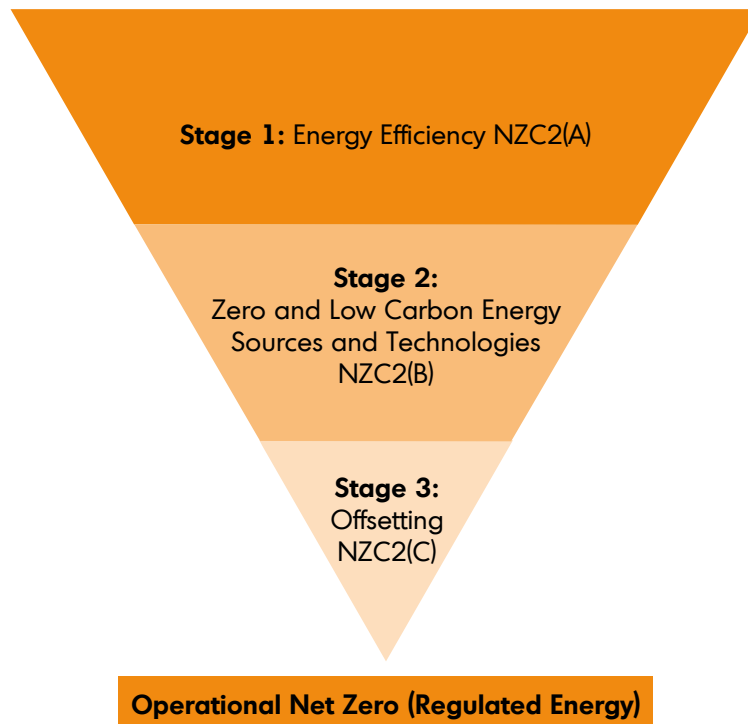 Stage 1: Energy Efficiency NZC2(A)
Stage 2:
Zero and Low Carbon Energy
Sources and Technologies
NZC2(B)
Stage 3:
Offsetting
NZC2(C)
Operational Net Zero (Regulated Energy)